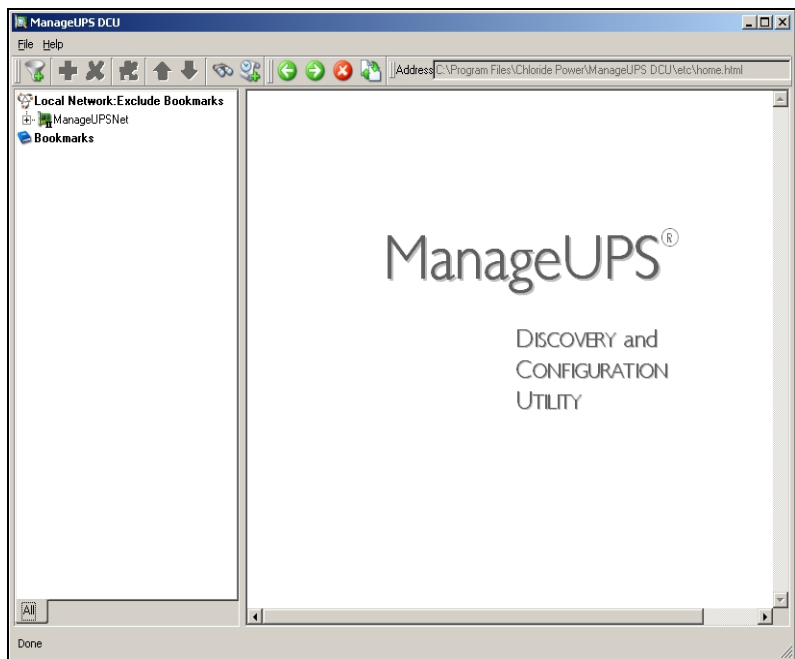 ManageUPS DCU
File Help
Address C:\Program Files\Chloride Power\ManageUPS DCU\etc\home.html
Local Network:Exclude Bookmarks
ManageUPSNet
Bookmarks
ManageUPS®
DISCOVERY and
CONFIGURATION
UTILITY
All
Done